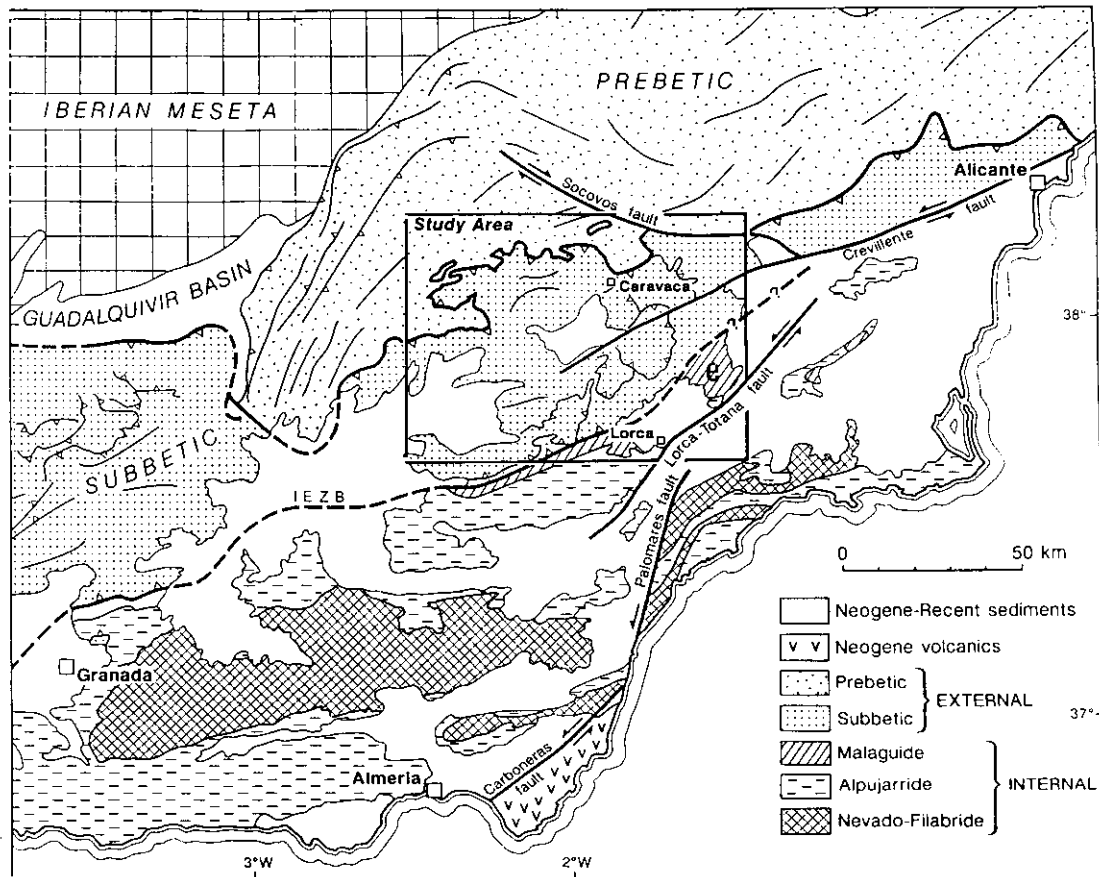 PREBETIC
IBERIAN MESETA
Alicante
Socovos fault
Study Area
Crevillente fault
Caravaca
GUADALQUIVIR BASIN
38°
?
?
Lorca
Lorca-Totana fault
SUBBETIC
IEZB
Palomares fault
0 50 km
Neogene-Recent sediments
Neogene volcanics
Granada
Prebetic
EXTERNAL
Subbetic
37°
Malaguide
Almeria
Carboneras fault
Alpujarride
INTERNAL
Nevado-Filabride
3°W
2°W